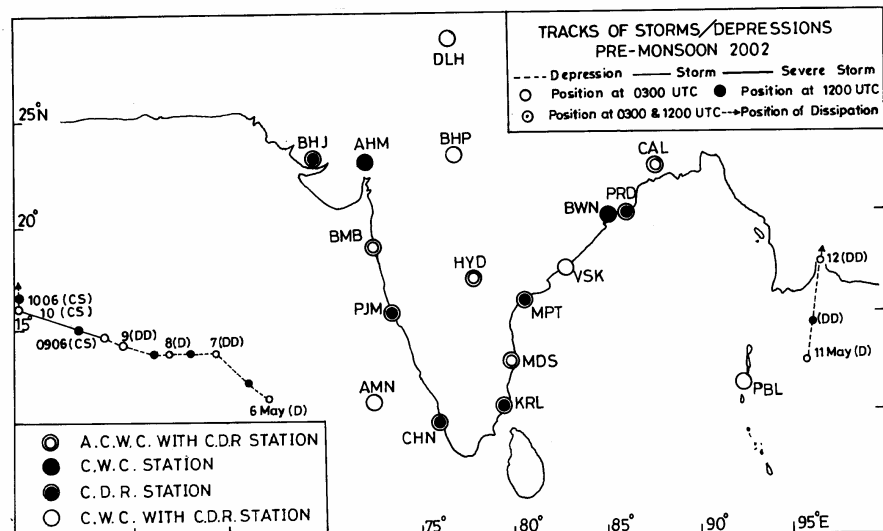 TRACKS OF STORMS/DEPRESSIONS
PRE-MONSOON 2002
Depression Storm Severe Storm
Position at 0300 UTC Position at 1200 UTC
Position at 0300 & 1200 UTC Position of Dissipation
DLH
25°N
BHJ
AHM
BHP
CAL
PRD
BWN
20°
BMB
HYD
VSK
12(DD)
1006(CS)
10(CS)
15°
PJM
MPT
(DD)
0906(CS)
9(DD)
8(D)
7(DD)
MDS
11 May(D)
6 May(D)
AMN
KRL
PBL
CHN
A.C.W.C. WITH C.D.R STATION
C.W.C. STATION
C.D.R. STATION
C.W.C. WITH C.D.R. STATION
75°
80°
85°
90°
95°E